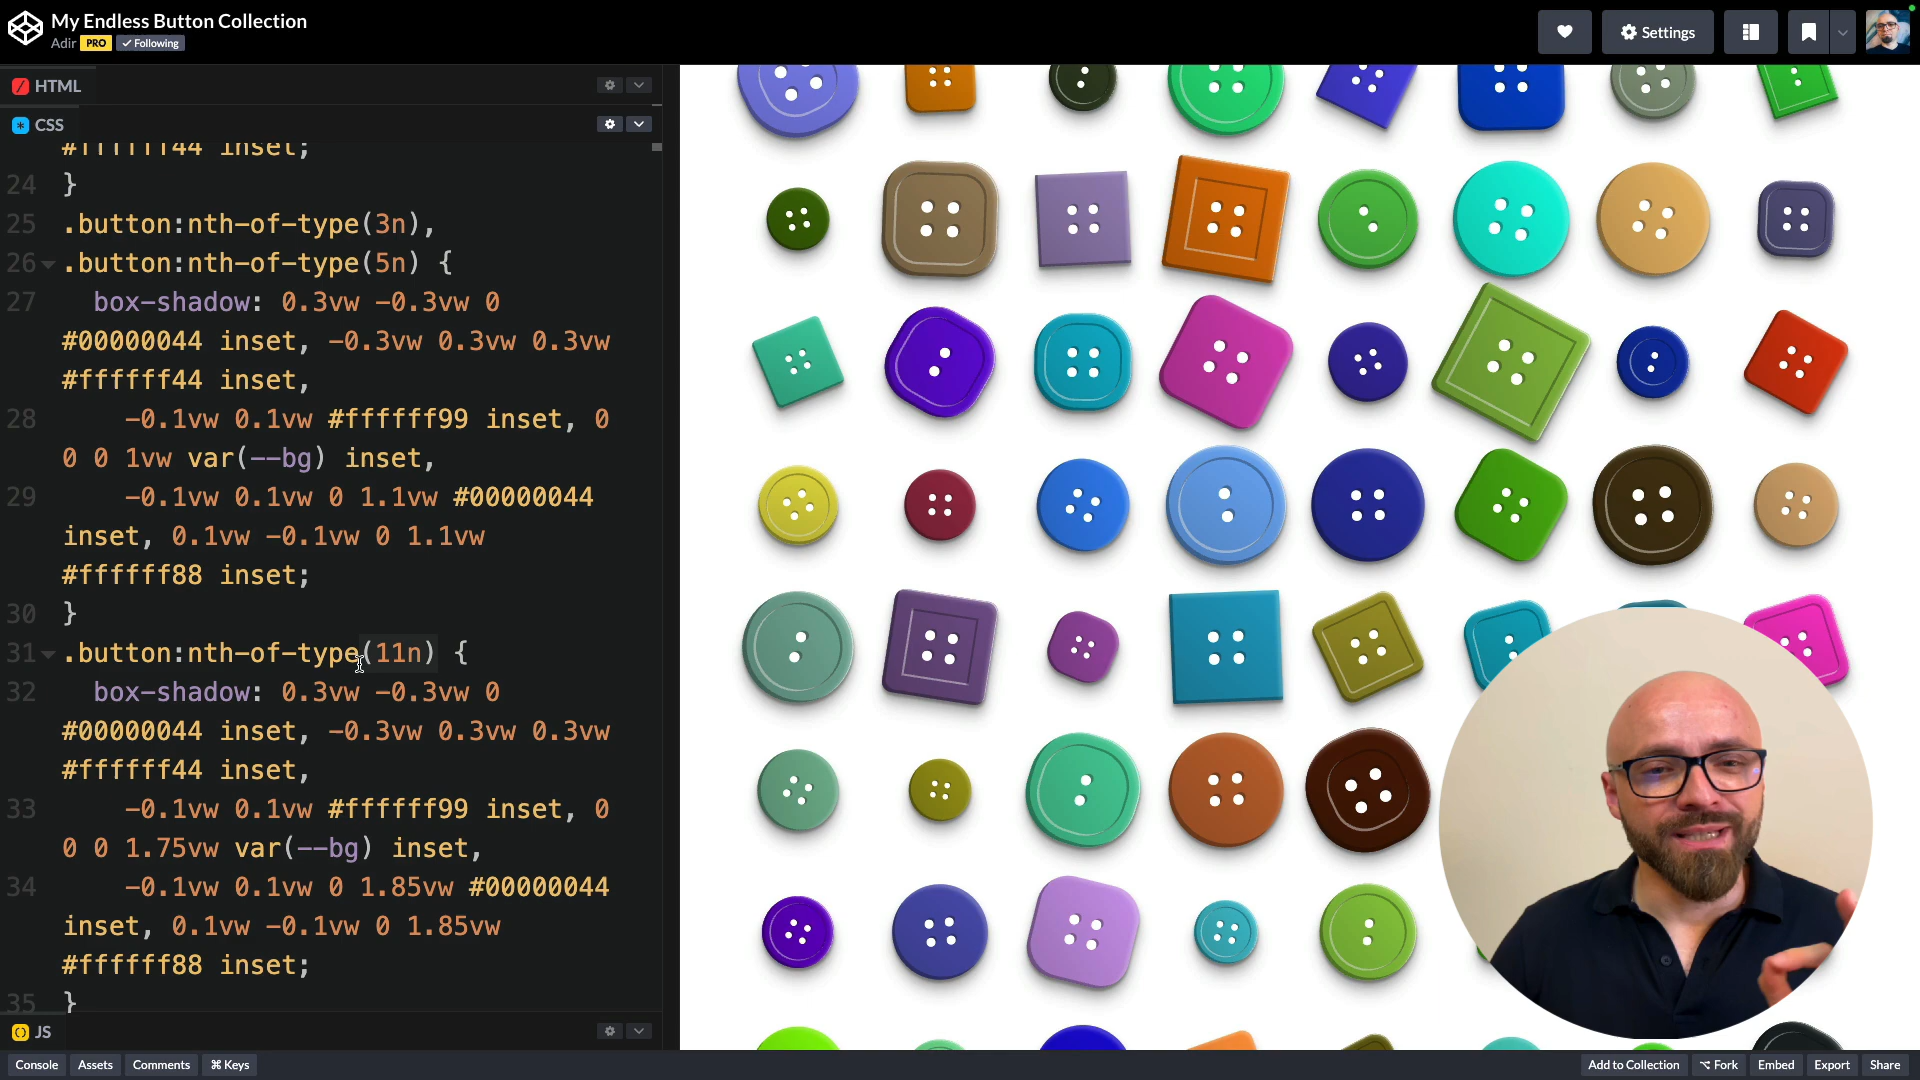 My Endless Button Collection
Adir PRO ✓ Following
Settings
HTML
CSS
#ffffff44 inset;
24 }
25 .button:nth-of-type(3n),
26 .button:nth-of-type(5n) {
27 box-shadow: 0.3vw -0.3vw 0
#00000044 inset, -0.3vw 0.3vw 0.3vw
#ffffff44 inset,
28 -0.1vw 0.1vw #ffffff99 inset, 0
0 0 1vw var(--bg) inset,
29 -0.1vw 0.1vw 0 1.1vw #00000044
inset, 0.1vw -0.1vw 0 1.1vw
#ffffff88 inset;
30 }
31 .button:nth-of-type(11n) {
32 box-shadow: 0.3vw -0.3vw 0
#00000044 inset, -0.3vw 0.3vw 0.3vw
#ffffff44 inset,
33 -0.1vw 0.1vw #ffffff99 inset, 0
0 0 1.75vw var(--bg) inset,
34 -0.1vw 0.1vw 0 1.85vw #00000044
inset, 0.1vw -0.1vw 0 1.85vw
#ffffff88 inset;
35 }
JS
Console Assets Comments ⌘ Keys Add to Collection Fork Embed Export Share